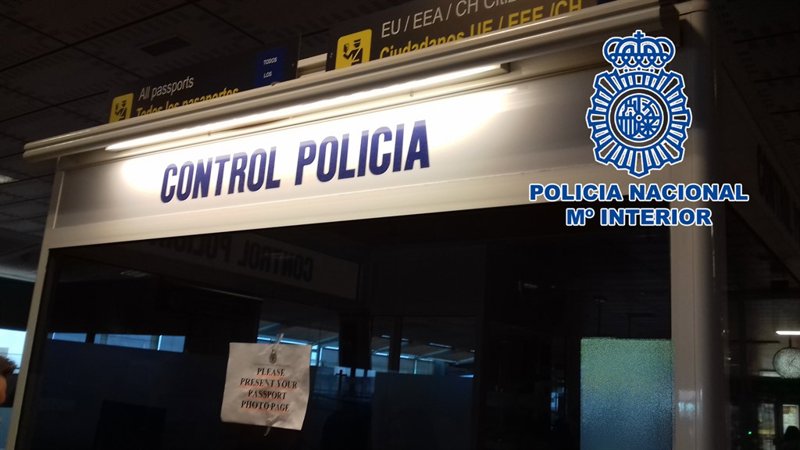 All passports
Todos los pasaportes
TODOS
LOS
EU / EEA / CH
Ciudadanos UE / EEE / CH
CONTROL POLICIA
POLICIA NACIONAL
Mº INTERIOR
PLEASE
PRESENT YOUR
PASSPORT
PHOTO PAGE